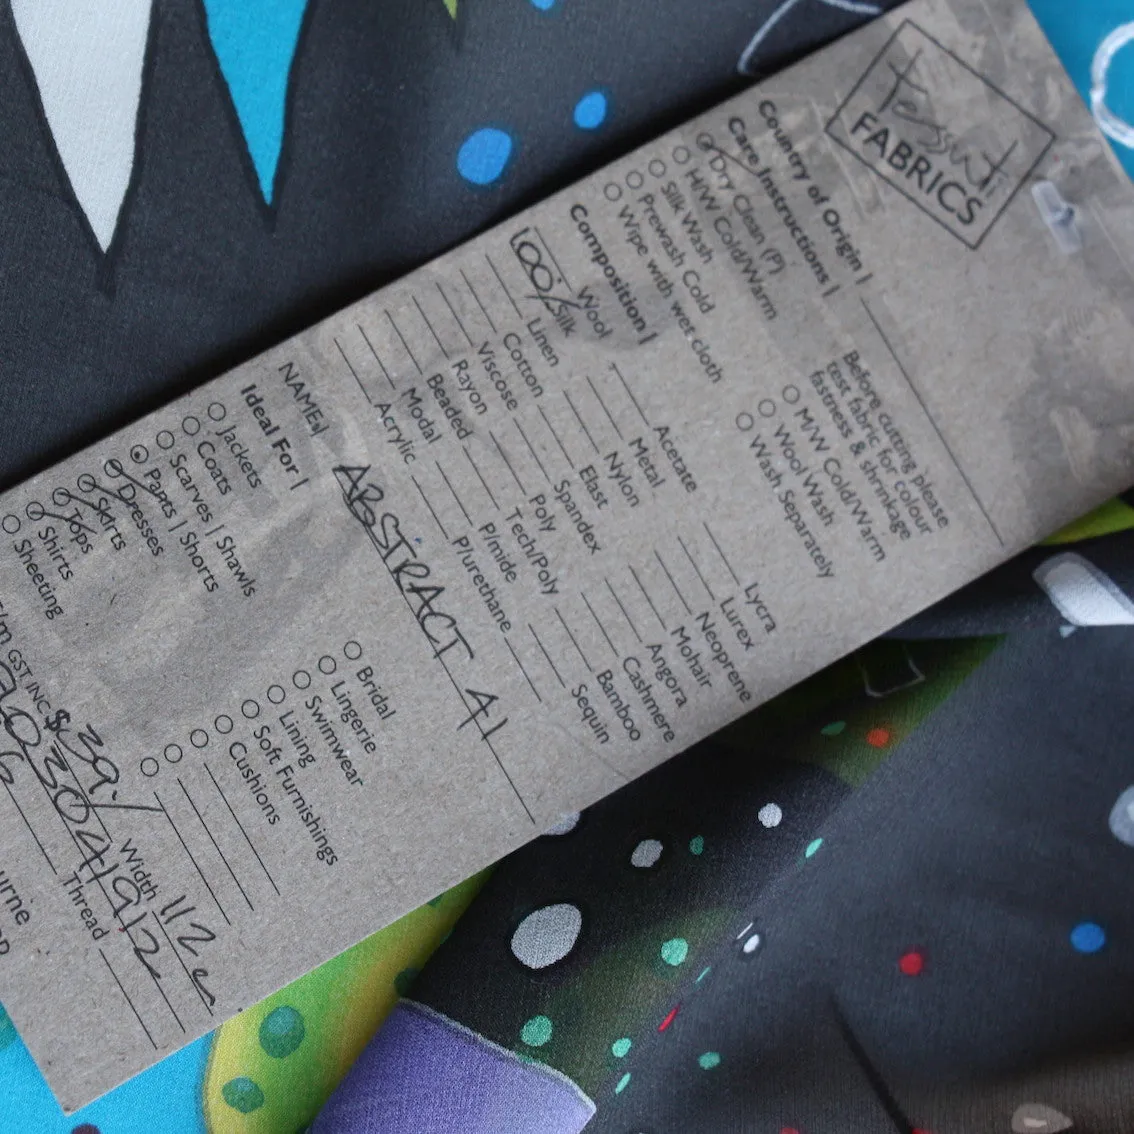 Tessuti
FABRICS
Country of Origin |
Care Instructions |
Dry Clean (P)
H/W Cold/Warm
Silk Wash
Prewash Cold
Wipe with wet cloth
Before cutting please
test fabric for colour
fastness & shrinkage
M/W Cold/Warm
Wool Wash
Wash Separately
Composition |
Wool
100% Silk
Linen
Cotton
Viscose
Rayon
Beaded
Modal
Acrylic
Acetate
Metal
Nylon
Elast
Spandex
Poly
Tech/Poly
P/mide
P/urethane
Lycra
Lurex
Neoprene
Mohair
Angora
Cashmere
Bamboo
Sequin
NAME| ABSTRACT 41
Ideal For |
Jackets
Coats
Scarves | Shawls
Pants | Shorts
Dresses
Skirts
Tops
Shirts
Sheeting
Bridal
Lingerie
Swimwear
Lining
Soft Furnishings
Cushions
/m GST INC $39./ Width 112c
Thread
urne